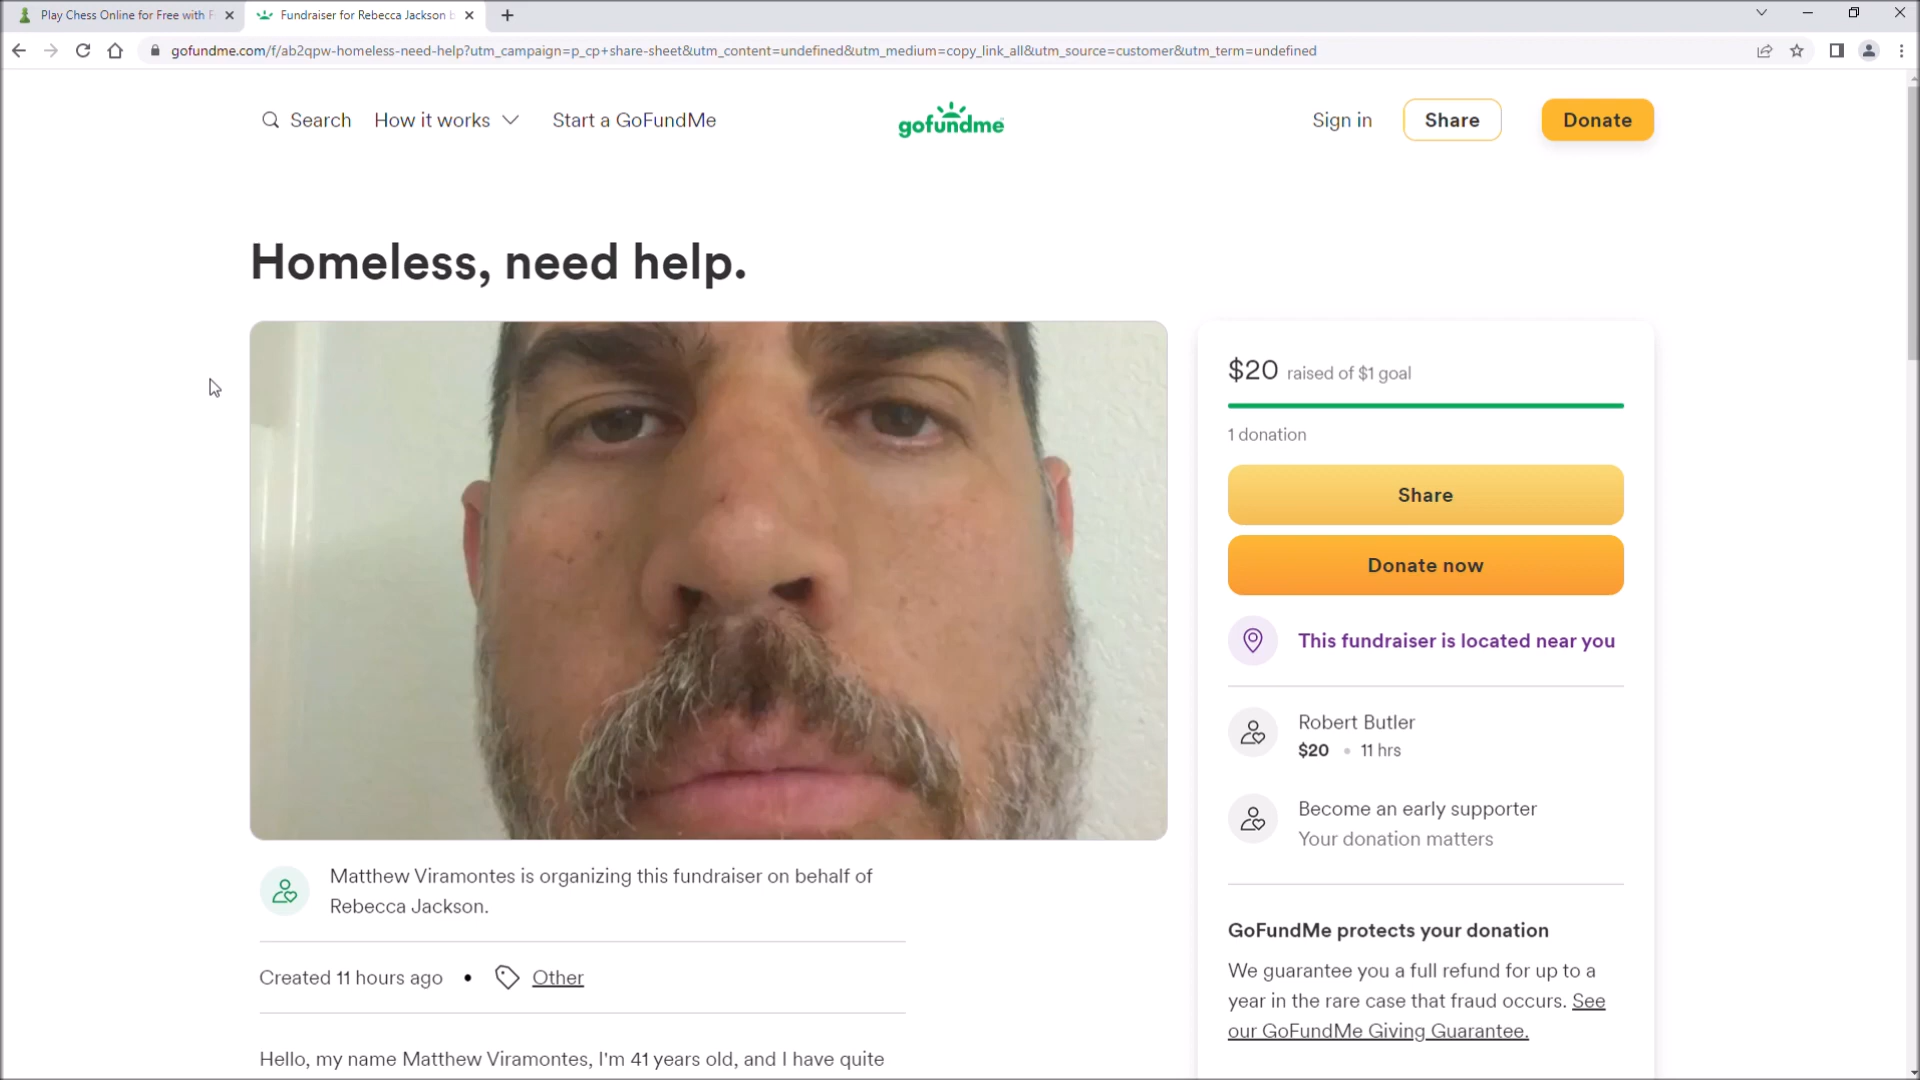 Play Chess Online for Free with F
Fundraiser for Rebecca Jackson b
gofundme.com/f/ab2qpw-homeless-need-help?utm_campaign=p_cp+share-sheet&utm_content=undefined&utm_medium=copy_link_all&utm_source=customer&utm_term=undefined
Search
How it works
Start a GoFundMe
gofundme
Sign in
Share
Donate
Homeless, need help.
$20 raised of $1 goal
1 donation
Share
Donate now
This fundraiser is located near you
Robert Butler
$20 • 11 hrs
Become an early supporter
Your donation matters
GoFundMe protects your donation
We guarantee you a full refund for up to a
year in the rare case that fraud occurs. See
our GoFundMe Giving Guarantee.
Matthew Viramontes is organizing this fundraiser on behalf of
Rebecca Jackson.
Created 11 hours ago • Other
Hello, my name Matthew Viramontes, I'm 41 years old, and I have quite